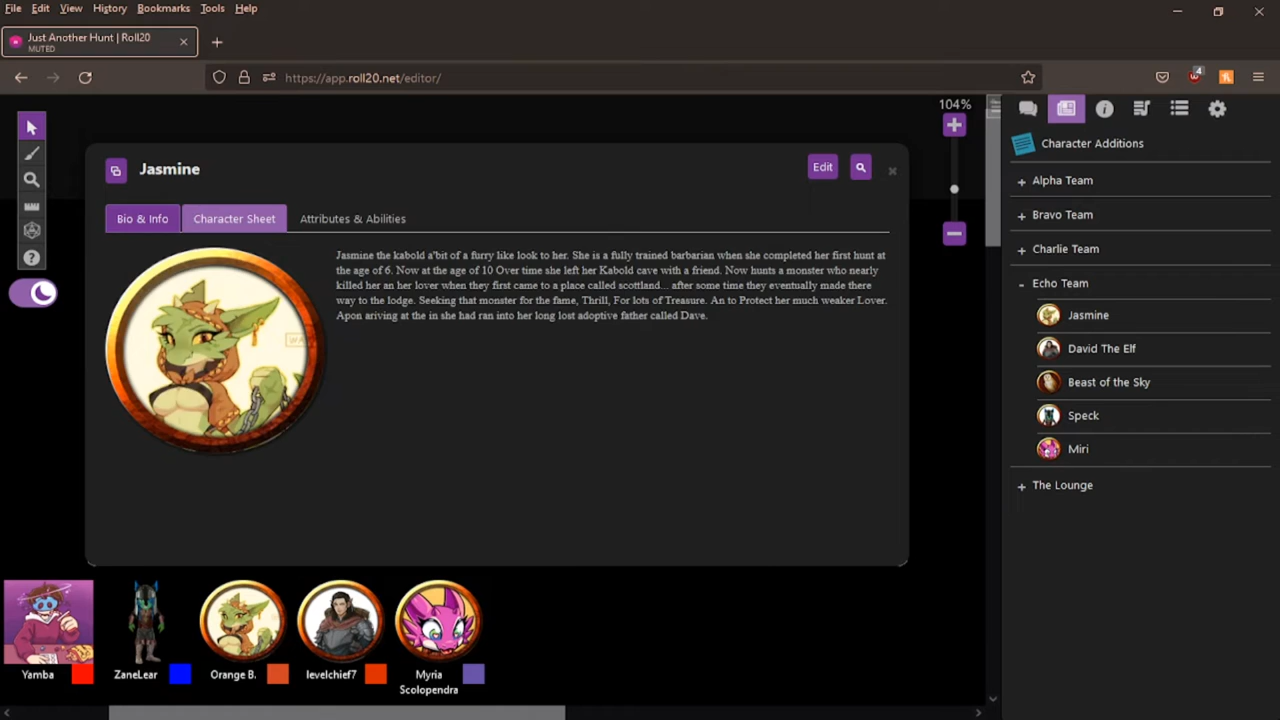 File Edit View History Bookmarks Tools Help
Just Another Hunt | Roll20
MUTED
https://app.roll20.net/editor/
4
104%
Character Additions
Alpha Team
Bravo Team
Charlie Team
Echo Team
Jasmine
David The Elf
Beast of the Sky
Speck
Miri
The Lounge
Jasmine
Edit
Bio & Info Character Sheet Attributes & Abilities
Jasmine the kabold a'bit of a furry like look to her. She is a fully trained barbarian when she completed her first hunt at
the age of 6. Now at the age of 10 Over time she left her Kabold cave with a friend. Now hunts a monster who nearly
killed her an her lover when they first came to a place called scottland... after some time they eventually made there
way to the lodge. Seeking that monster for the fame, Thrill, For lots of Treasure. An to Protect her much weaker Lover.
Apon ariving at the in she had ran into her long lost adoptive father called Dave.
Yamba
ZaneLear
Orange B.
levelchief7
Myria
Scolopendra